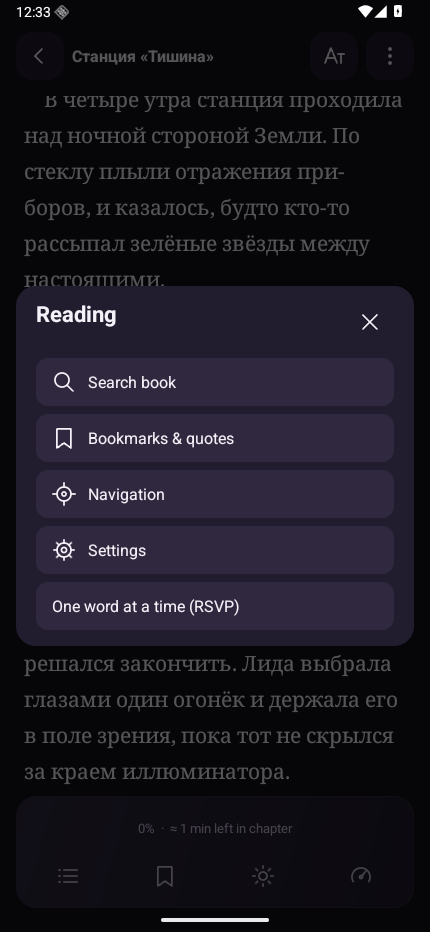 12:33
Станция «Тишина»
В четыре утра станция проходила
над ночной стороной Земли. По
стеклу плыли отражения при-
боров, и казалось, будто кто-то
рассыпал зелёные звёзды между
настоящими.
Reading
Search book
Bookmarks & quotes
Navigation
Settings
One word at a time (RSVP)
решался закончить. Лида выбрала
глазами один огонёк и держала его
в поле зрения, пока тот не скрылся
за краем иллюминатора.
0% · ≈ 1 min left in chapter